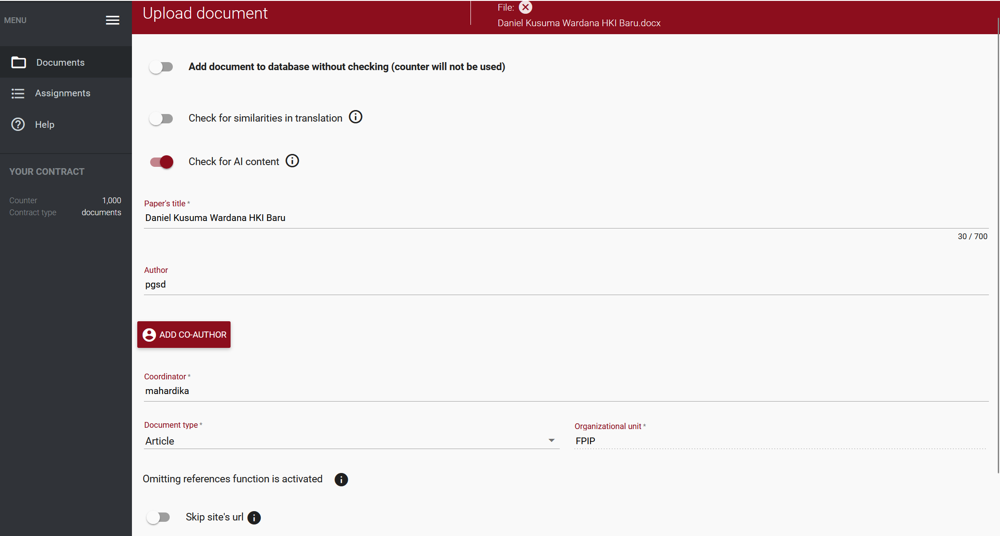 MENU
Documents
Assignments
Help
YOUR CONTRACT
Counter 1,000
Contract type documents
Upload document
File:
Daniel Kusuma Wardana HKI Baru.docx
Add document to database without checking (counter will not be used)
Check for similarities in translation
Check for AI content
Paper's title *
Daniel Kusuma Wardana HKI Baru
30 / 700
Author
pgsd
ADD CO-AUTHOR
Coordinator *
mahardika
Document type *
Article
Organizational unit *
FPIP
Omitting references function is activated
Skip site's url